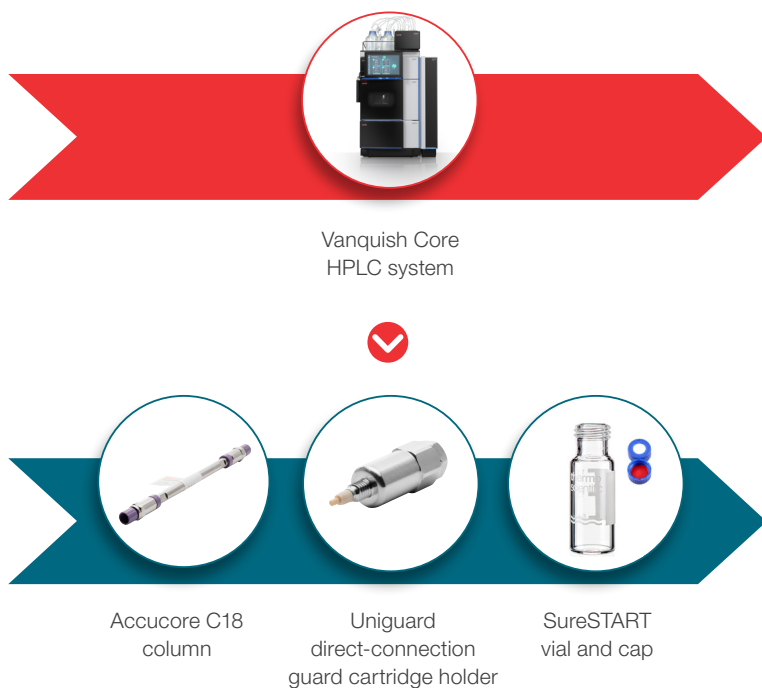 Vanquish Core
HPLC system
Accucore C18
column
Uniguard
direct-connection
guard cartridge holder
SureSTART
vial and cap